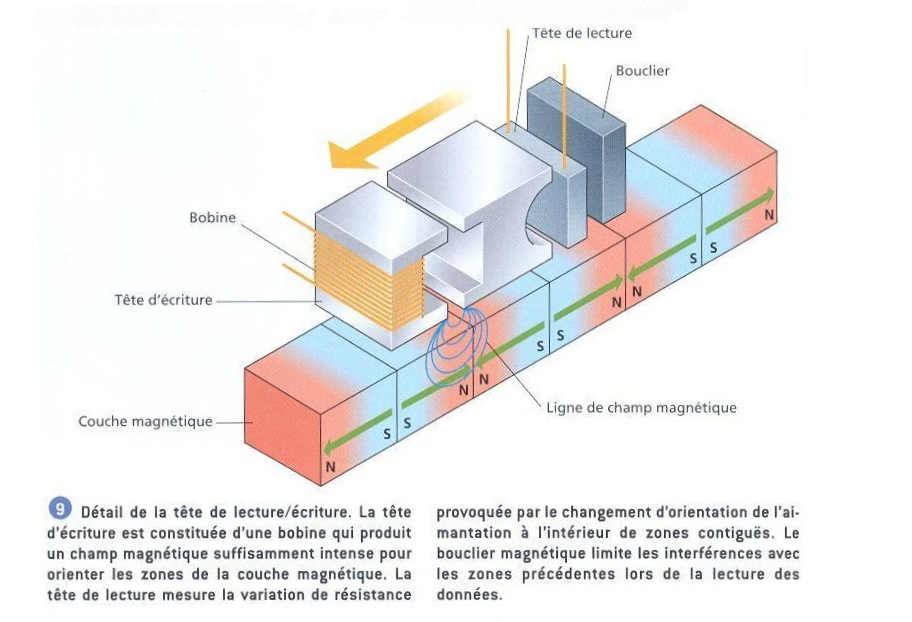 Tête de lecture
Bouclier
Bobine
Tête d'écriture
Couche magnétique
Ligne de champ magnétique
N
S
S
N
N
S
S
N
N
S
S
N
9 Détail de la tête de lecture/écriture. La tête
d'écriture est constituée d'une bobine qui produit
un champ magnétique suffisamment intense pour
orienter les zones de la couche magnétique. La
tête de lecture mesure la variation de résistance
provoquée par le changement d'orientation de l'ai-
mantation à l'intérieur de zones contiguës. Le
bouclier magnétique limite les interférences avec
les zones précédentes lors de la lecture des
données.